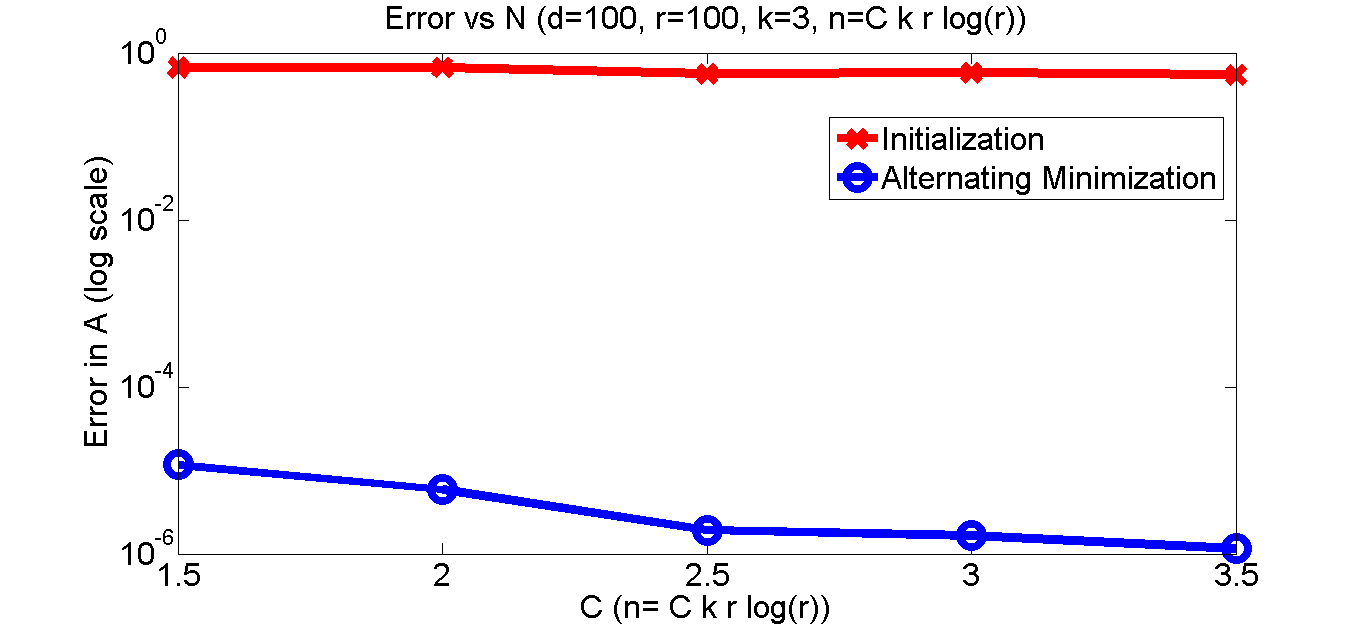 Error vs N (d=100, r=100, k=3, n=C k r log(r))
Error in A (log scale)
10^0
10^-2
10^-4
10^-6
Initialization
Alternating Minimization
1.5 2 2.5 3 3.5
C (n= C k r log(r))